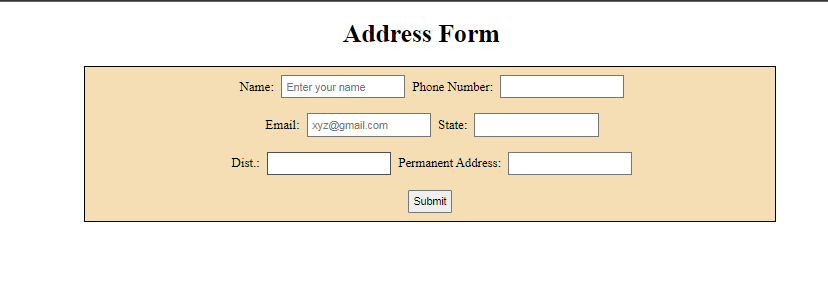 Address Form
Name: Enter your name Phone Number:
Email: xyz@gmail.com State:
Dist.: Permanent Address:
Submit